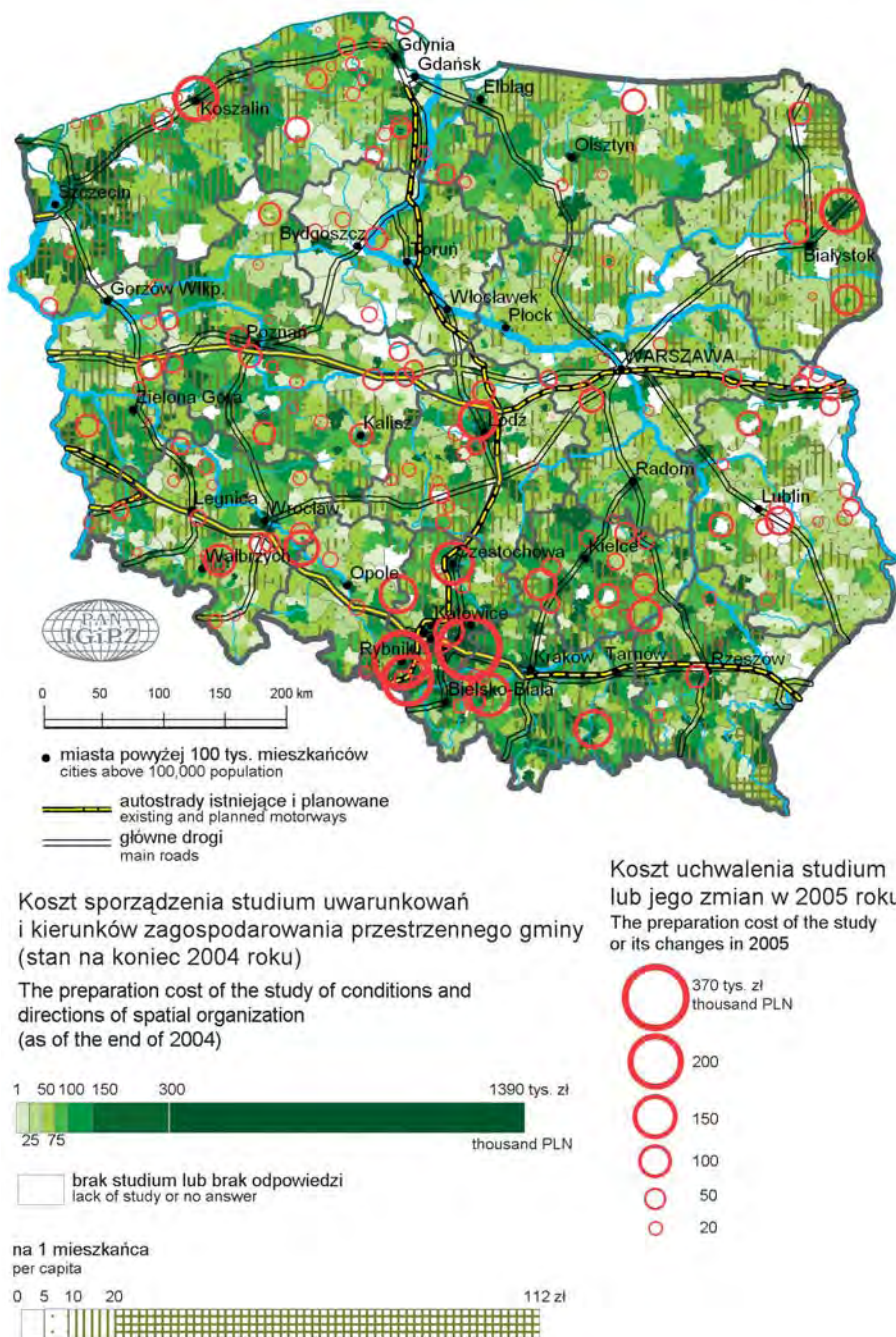 Gdynia
Gdańsk
Koszalin
Elbląg
Olsztyn
Szczecin
Bydgoszcz
Toruń
Białystok
Gorzów Wlkp.
Włocławek
Płock
Poznań
WARSZAWA
Zielona Góra
Kalisz
Łódź
Radom
Legnica
Wrocław
Lublin
Wałbrzych
Częstochowa
Kielce
Opole
PAN
IGiPZ
Katowice
Rybnik
Kraków
Tarnów
Rzeszów
Bielsko-Biała
0 50 100 150 200 km
miasta powyżej 100 tys. mieszkańców
cities above 100,000 population
autostrady istniejące i planowane
existing and planned motorways
główne drogi
main roads
Koszt sporządzenia studium uwarunkowań
i kierunków zagospodarowania przestrzennego gminy
(stan na koniec 2004 roku)
The preparation cost of the study of conditions and
directions of spatial organization
(as of the end of 2004)
1 50 100 150 300 1390 tys. zł
25 75
thousand PLN
brak studium lub brak odpowiedzi
lack of study or no answer
na 1 mieszkańca
per capita
0 5 10 20 112 zł
Koszt uchwalenia studium
lub jego zmian w 2005 roku
The preparation cost of the study
or its changes in 2005
370 tys. zł
thousand PLN
200
150
100
50
20